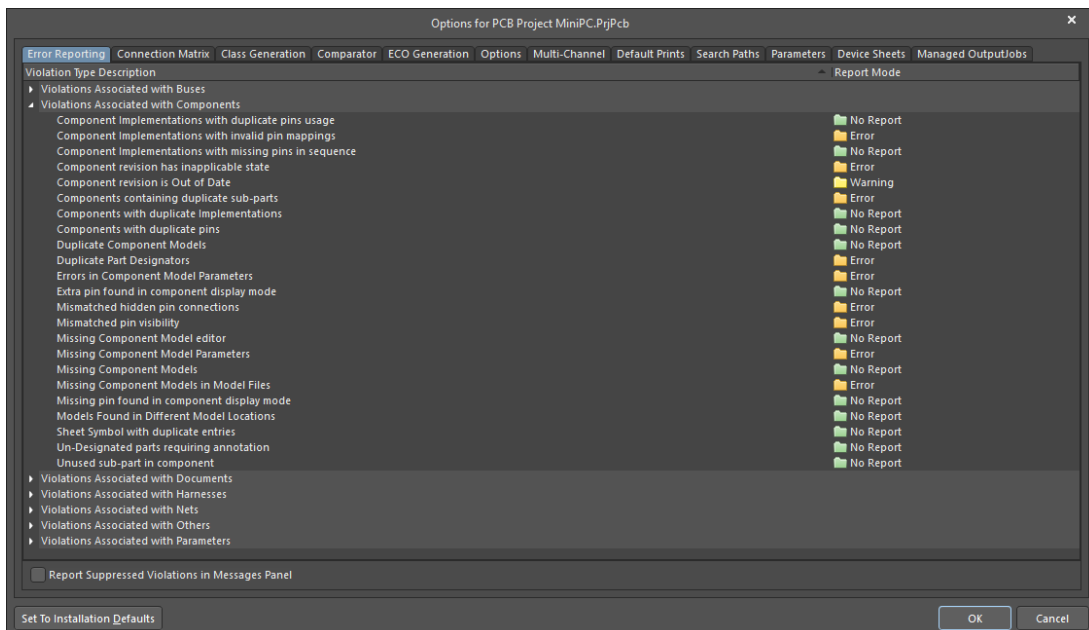 Options for PCB Project MiniPC.PrjPcb
Error Reporting Connection Matrix Class Generation Comparator ECO Generation Options Multi-Channel Default Prints Search Paths Parameters Device Sheets Managed OutputJobs
Violation Type Description Report Mode
Violations Associated with Buses
Violations Associated with Components
Component Implementations with duplicate pins usage No Report
Component Implementations with invalid pin mappings Error
Component Implementations with missing pins in sequence No Report
Component revision has inapplicable state Error
Component revision is Out of Date Warning
Components containing duplicate sub-parts Error
Components with duplicate Implementations No Report
Components with duplicate pins No Report
Duplicate Component Models No Report
Duplicate Part Designators Error
Errors in Component Model Parameters Error
Extra pin found in component display mode No Report
Mismatched hidden pin connections Error
Mismatched pin visibility Error
Missing Component Model editor No Report
Missing Component Model Parameters Error
Missing Component Models No Report
Missing Component Models in Model Files Error
Missing pin found in component display mode No Report
Models Found in Different Model Locations No Report
Sheet Symbol with duplicate entries No Report
Un-Designated parts requiring annotation No Report
Unused sub-part in component No Report
Violations Associated with Documents
Violations Associated with Harnesses
Violations Associated with Nets
Violations Associated with Others
Violations Associated with Parameters
Report Suppressed Violations in Messages Panel
Set To Installation Defaults OK Cancel